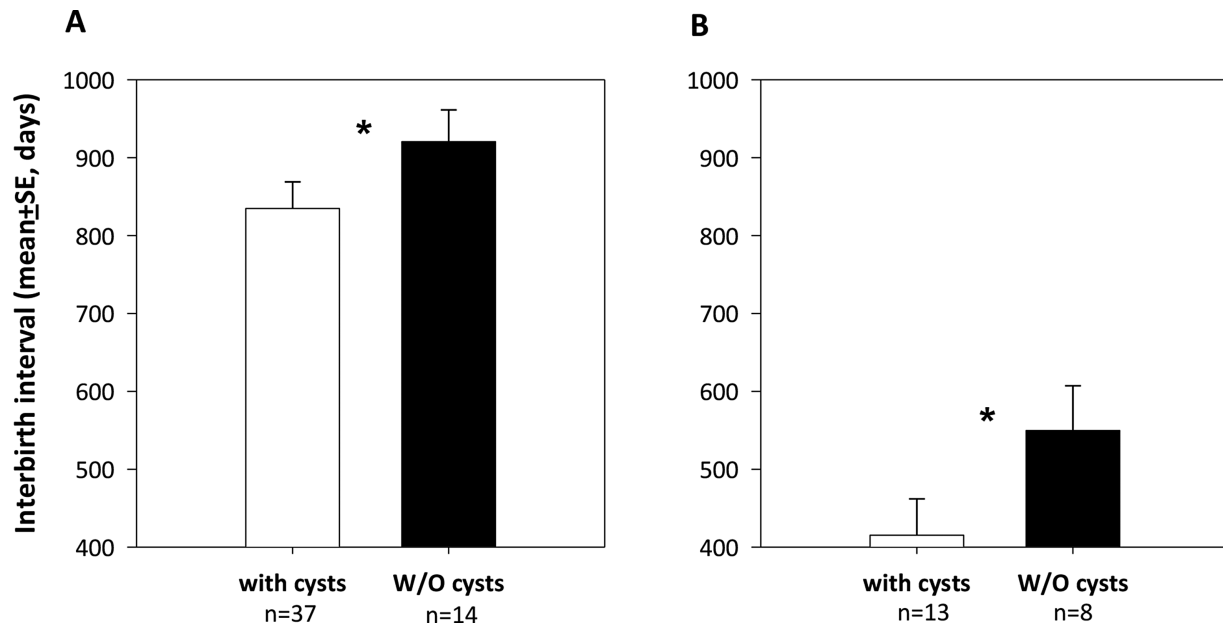 A
B
Interbirth interval (mean±SE, days)
1000
900
800
700
600
500
400
*
with cysts
n=37
W/O cysts
n=14
1000
900
800
700
600
500
400
*
with cysts
n=13
W/O cysts
n=8